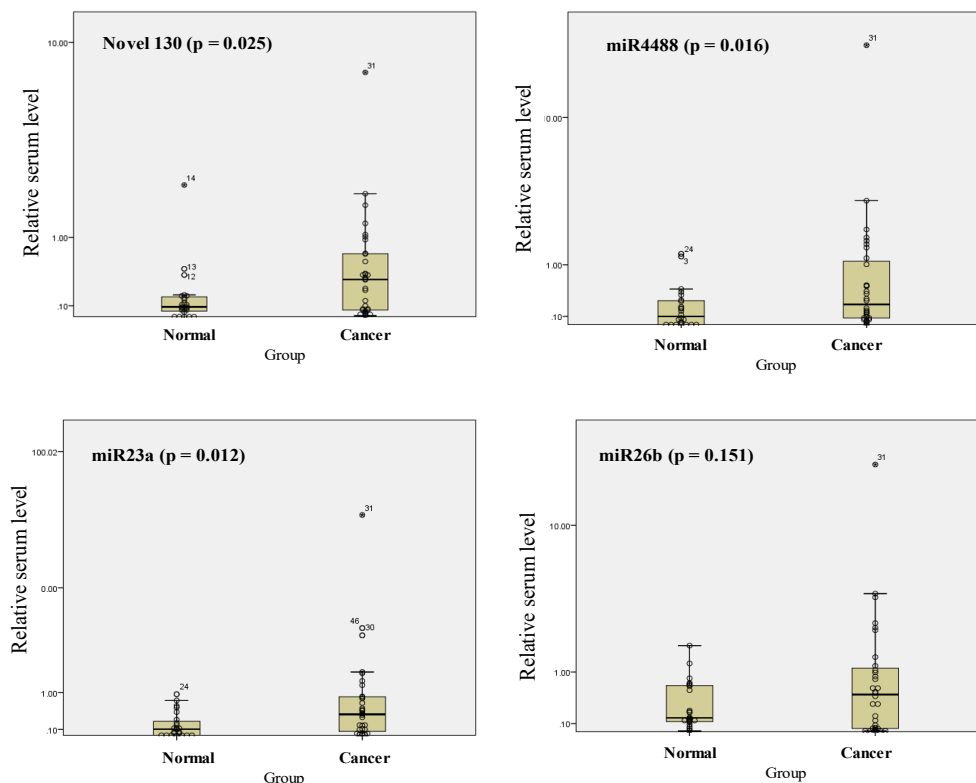 Novel 130 (p = 0.025)
Relative serum level
10.00
1.00
.10
14
13
12
31
Normal
Cancer
Group
miR4488 (p = 0.016)
Relative serum level
10.00
1.00
.10
24
3
31
Normal
Cancer
Group
miR23a (p = 0.012)
Relative serum level
100.02
0.00
1.00
.10
24
31
46
30
Normal
Cancer
Group
miR26b (p = 0.151)
Relative serum level
10.00
1.00
.10
31
Normal
Cancer
Group